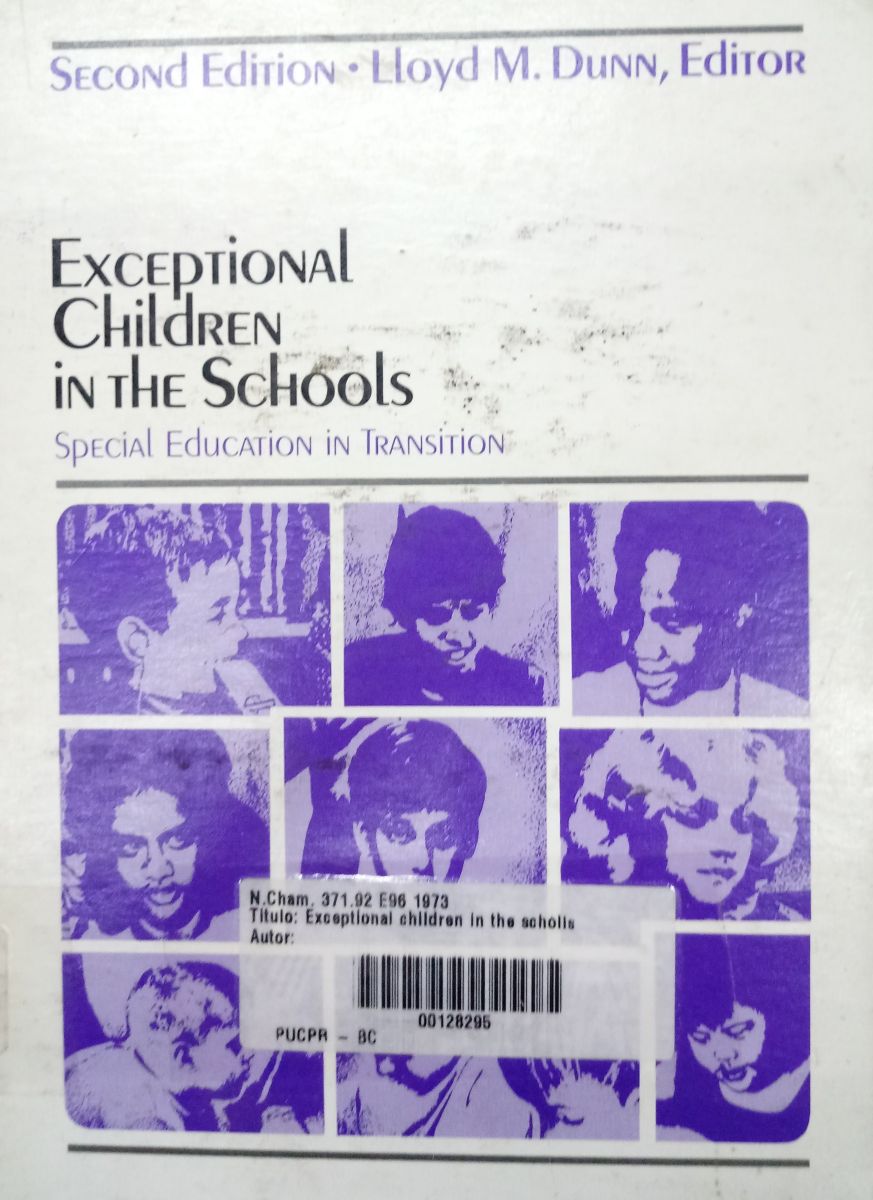 Second Edition • Lloyd M. Dunn, Editor
Exceptional
Children
in the Schools
Special Education in Transition
N.Cham. 371.92 E96 1973
Título: Exceptional children in the scholls
Autor:
00128295
PUCPR - BC